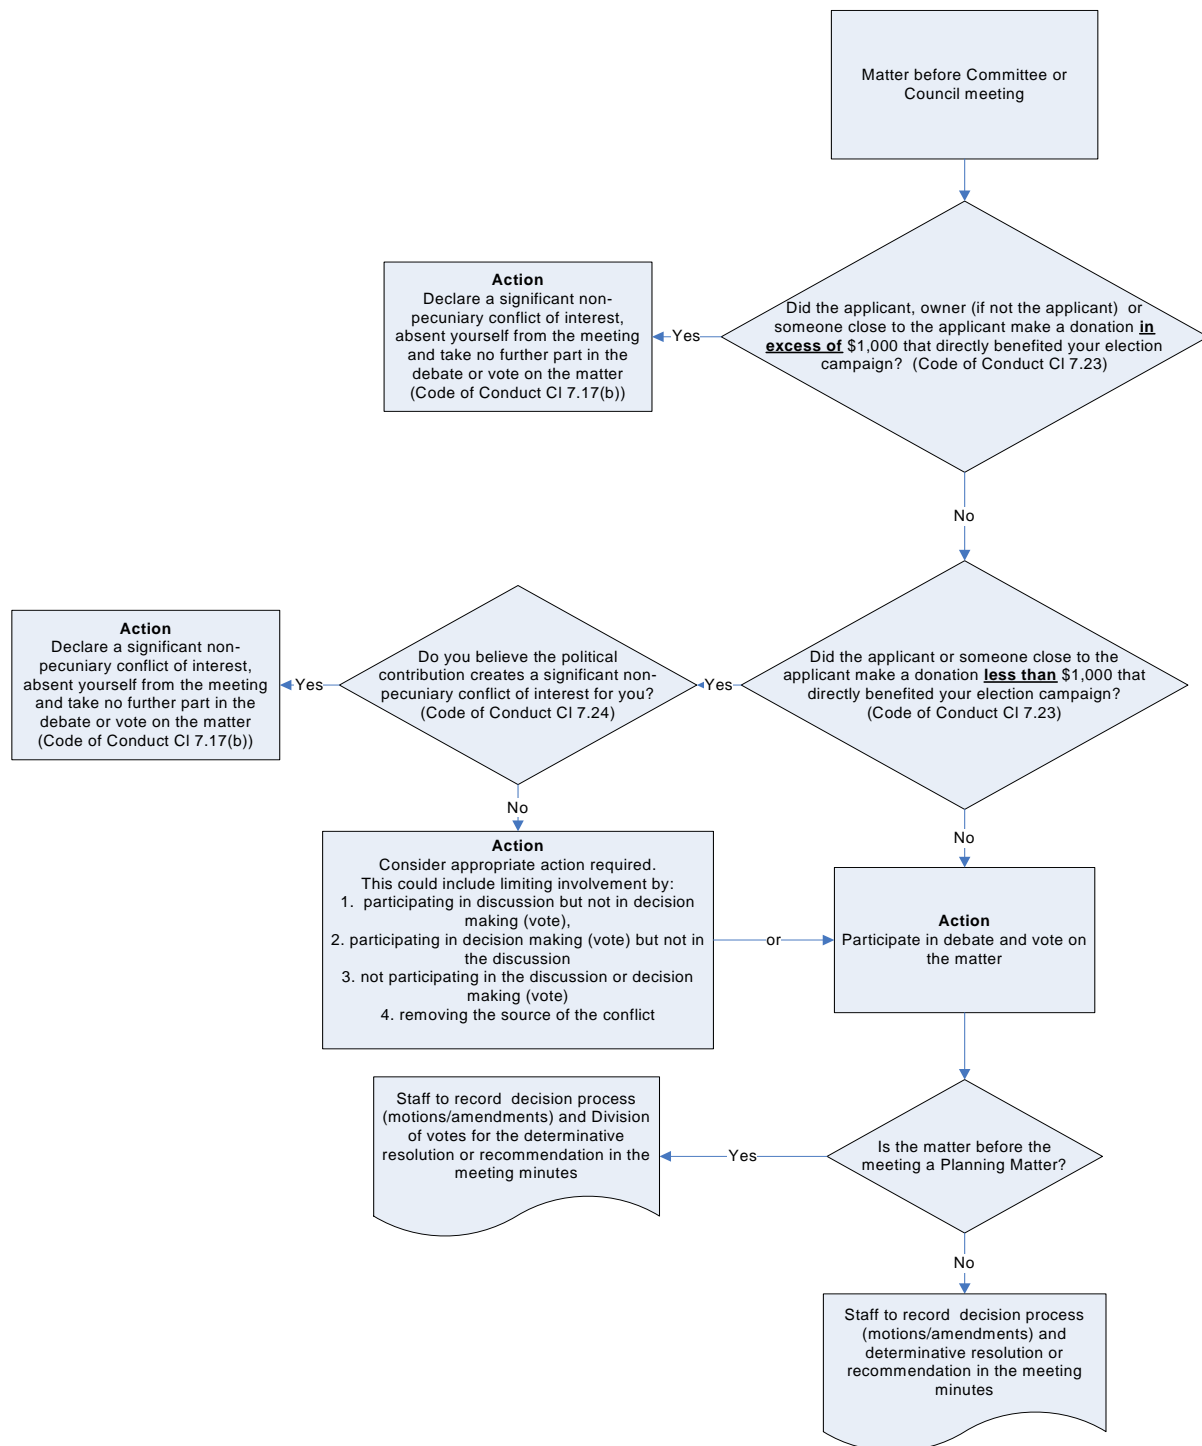 Matter before Committee or
Council meeting
Did the applicant, owner (if not the applicant)  or
someone close to the applicant make a donation in
excess of $1,000 that directly benefited your election
campaign?  (Code of Conduct Cl 7.23)
Yes
Action
Declare a significant non-
pecuniary conflict of interest,
absent yourself from the meeting
and take no further part in the
debate or vote on the matter
(Code of Conduct Cl 7.17(b))
No
Did the applicant or someone close to the
applicant make a donation less than $1,000 that
directly benefited your election campaign?
(Code of Conduct Cl 7.23)
Yes
Do you believe the political
contribution creates a significant non-
pecuniary conflict of interest for you?
(Code of Conduct Cl 7.24)
Yes
Action
Declare a significant non-
pecuniary conflict of interest,
absent yourself from the meeting
and take no further part in the
debate or vote on the matter
(Code of Conduct Cl 7.17(b))
No
Action
Consider appropriate action required.
This could include limiting involvement by:
1.  participating in discussion but not in decision
making (vote),
2. participating in decision making (vote) but not in
the discussion
3. not participating in the discussion or decision
making (vote)
4. removing the source of the conflict
or
No
Action
Participate in debate and vote on
the matter
Is the matter before the
meeting a Planning Matter?
Yes
Staff to record  decision process
(motions/amendments) and Division
of votes for the determinative
resolution or recommendation in the
meeting minutes
No
Staff to record  decision process
(motions/amendments) and
determinative resolution or
recommendation in the meeting
minutes